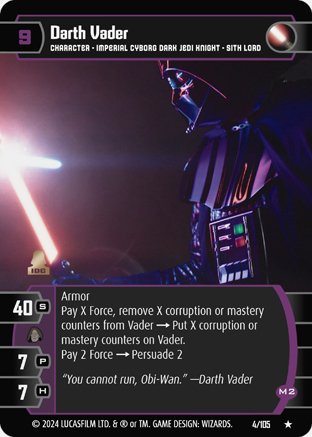 9
Darth Vader
CHARACTER - IMPERIAL CYBORG DARK JEDI KNIGHT - SITH LORD
IDC
40 S
Armor
Pay X Force, remove X corruption or mastery
counters from Vader → Put X corruption or
mastery counters on Vader.
7 P
Pay 2 Force → Persuade 2
7 H
"You cannot run, Obi-Wan." —Darth Vader
M2
© 2024 LUCASFILM LTD. & ® or TM. GAME DESIGN: WIZARDS.
4/105 ★